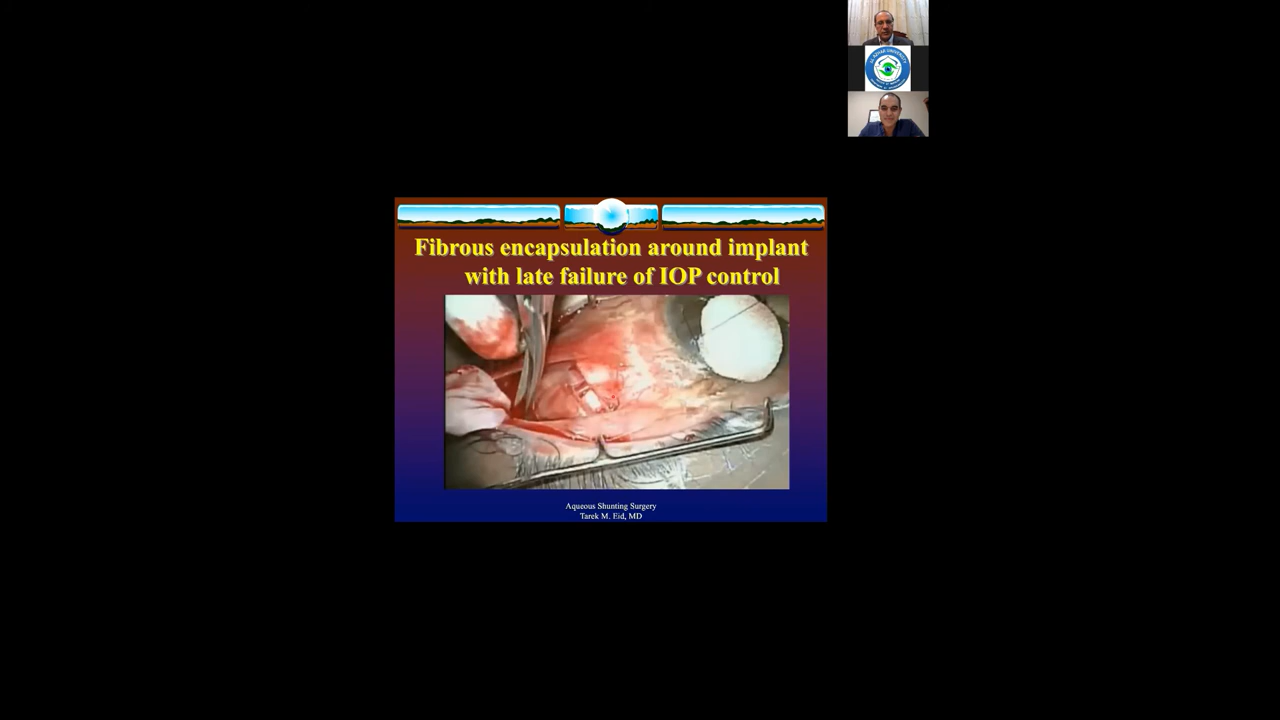 Fibrous encapsulation around implant
with late failure of IOP control
Aqueous Shunting Surgery
Tarek M. Eid, MD